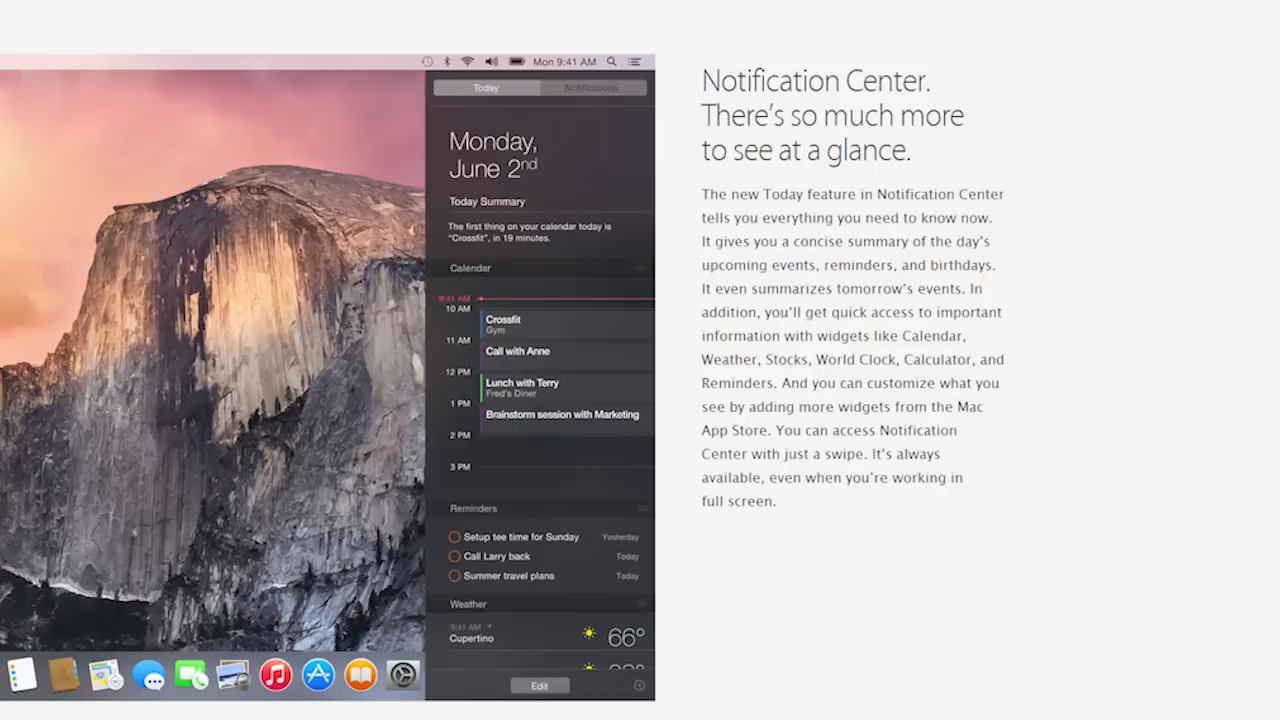 Mon 9:41 AM
Today
Notifications
Monday,
June 2nd
Today Summary
The first thing on your calendar today is
"Crossfit", in 19 minutes.
Calendar
9:41 AM
10 AM
Crossfit
Gym
11 AM
Call with Anne
12 PM
Lunch with Terry
Fred's Diner
1 PM
Brainstorm session with Marketing
2 PM
3 PM
Reminders
Setup tee time for Sunday Yesterday
Call Larry back Today
Summer travel plans Today
Weather
9:41 AM
Cupertino
66°
Edit
Notification Center.
There's so much more
to see at a glance.
The new Today feature in Notification Center
tells you everything you need to know now.
It gives you a concise summary of the day's
upcoming events, reminders, and birthdays.
It even summarizes tomorrow's events. In
addition, you'll get quick access to important
information with widgets like Calendar,
Weather, Stocks, World Clock, Calculator, and
Reminders. And you can customize what you
see by adding more widgets from the Mac
App Store. You can access Notification
Center with just a swipe. It's always
available, even when you're working in
full screen.